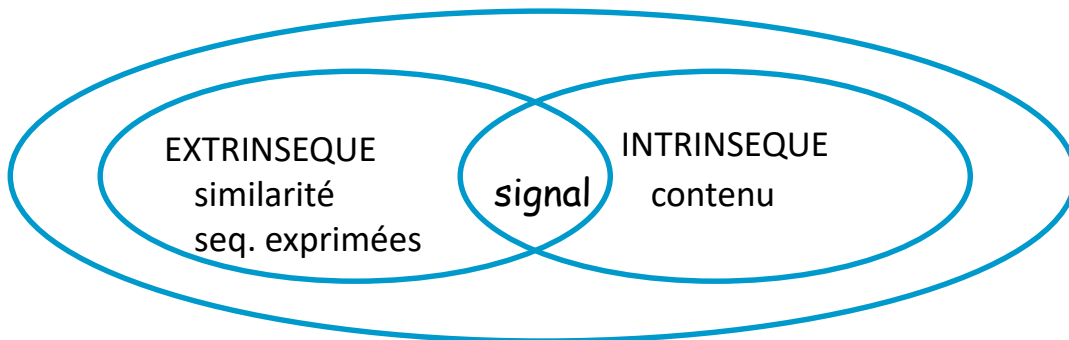 EXTRINSEQUE
similarité
seq. exprimées
signal
INTRINSEQUE
contenu